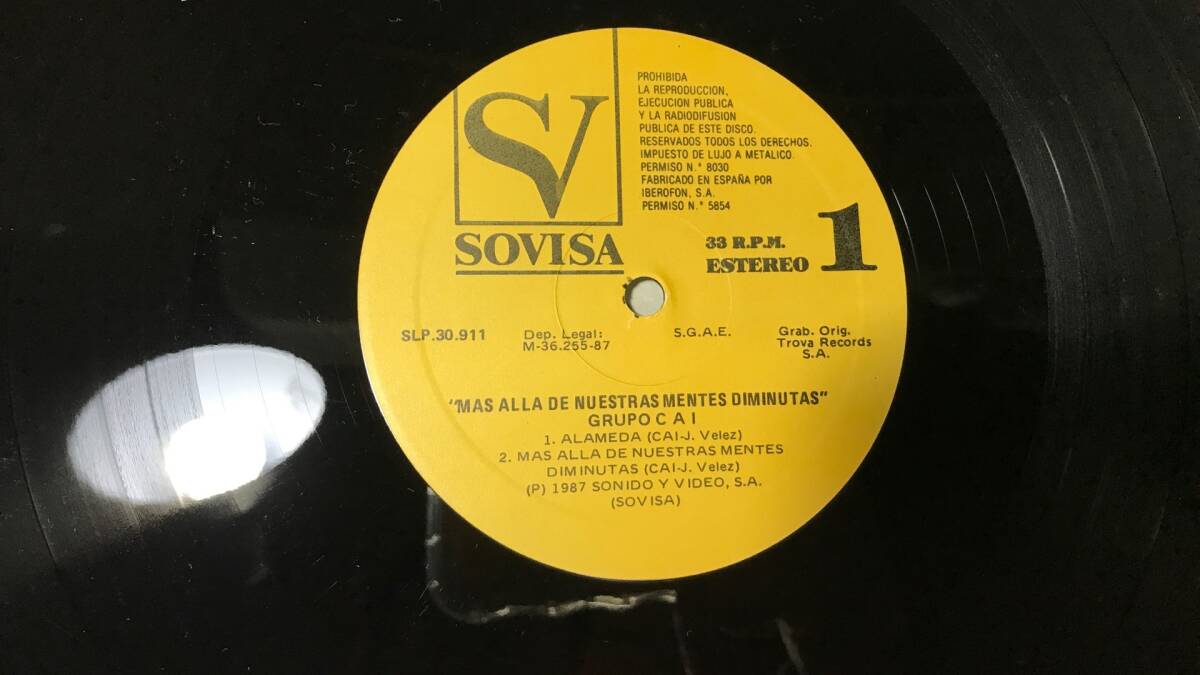 SV
SOVISA
PROHIBIDA
LA REPRODUCCION,
EJECUCION PUBLICA
Y LA RADIODIFUSION
PUBLICA DE ESTE DISCO.
RESERVADOS TODOS LOS DERECHOS.
IMPUESTO DE LUJO A METALICO.
PERMISO N.° 8030
FABRICADO EN ESPAÑA POR
IBEROFON, S.A.
PERMISO N.° 5854
33 R.P.M.
ESTEREO
1
SLP.30.911
Dep. Legal:
M-36.255-87
S.G.A.E.
Grab. Orig.
Trova Records
S.A.
"MAS ALLA DE NUESTRAS MENTES DIMINUTAS"
GRUPO C A I
1. ALAMEDA (CAI-J. Velez)
2. MAS ALLA DE NUESTRAS MENTES
DIMINUTAS (CAI-J. Velez)
(P) 1987 SONIDO Y VIDEO, S.A.
(SOVISA)